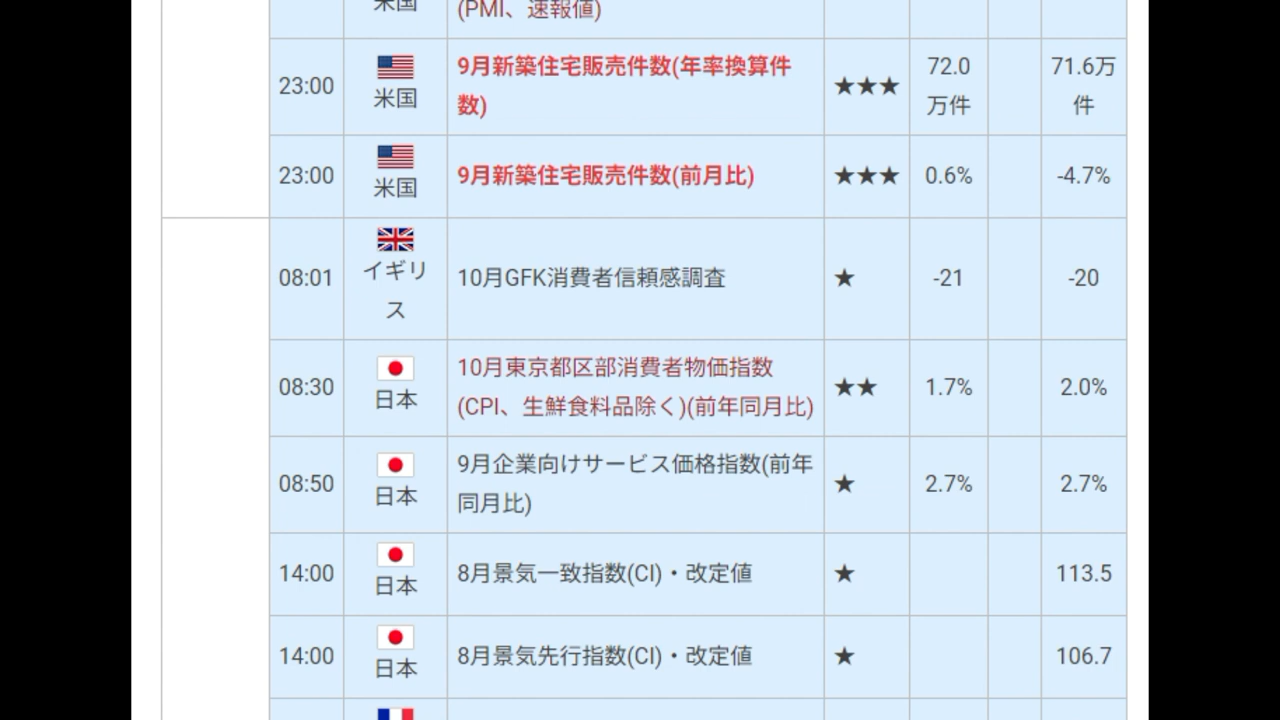 米国
(PMI、速報値)
23:00
米国
9月新築住宅販売件数(年率換算件
数)
★★★
72.0
万件
71.6万
件
23:00
米国
9月新築住宅販売件数(前月比)
★★★
0.6%
-4.7%
08:01
イギリ
ス
10月GFK消費者信頼感調査
★
-21
-20
08:30
日本
10月東京都区部消費者物価指数
(CPI、生鮮食料品除く)(前年同月比)
★★
1.7%
2.0%
08:50
日本
9月企業向けサービス価格指数(前年
同月比)
★
2.7%
2.7%
14:00
日本
8月景気一致指数(CI)・改定値
★
113.5
14:00
日本
8月景気先行指数(CI)・改定値
★
106.7